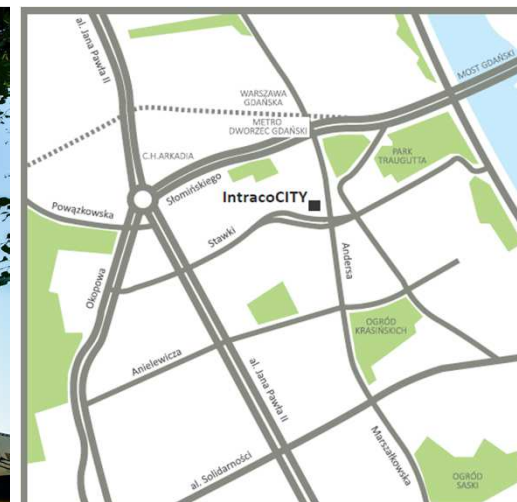 al. Jana Pawła II
MOST GDAŃSKI
WARSZAWA
GDAŃSKA
METRO
DWORZEC GDAŃSKI
C.H. ARKADIA
PARK
TRAUGUTTA
Słomińskiego
IntracoCITY
Powązkowska
Stawki
Andersa
Okopowa
OGRÓD
KRASIŃSKICH
Anielewicza
al. Jana Pawła II
Marszałkowska
al. Solidarności
OGRÓD
SASKI